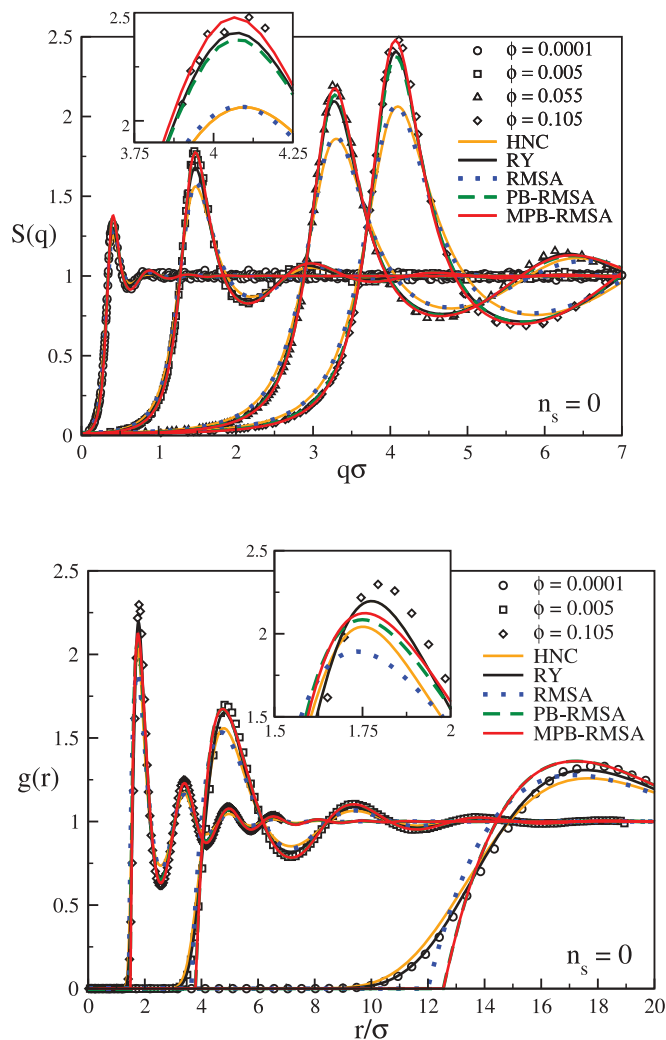 2.5
2
1.5
1
0.5
0
S(q)
2
3.75
4
4.25
ϕ = 0.0001
ϕ = 0.005
ϕ = 0.055
ϕ = 0.105
HNC
RY
RMSA
PB-RMSA
MPB-RMSA
n_s = 0
0 1 2 3 4 5 6 7
qσ
2.5
2
1.5
1
0.5
0
g(r)
2.5
2
1.5
1.5 1.75 2
ϕ = 0.0001
ϕ = 0.005
ϕ = 0.105
HNC
RY
RMSA
PB-RMSA
MPB-RMSA
n_s = 0
0 2 4 6 8 10 12 14 16 18 20
r/σ